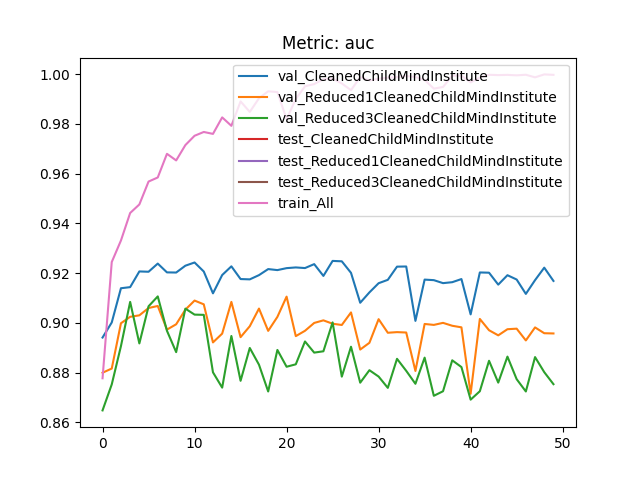 Metric: auc
1.00
0.98
0.96
0.94
0.92
0.90
0.88
0.86
val_CleanedChildMindInstitute
val_Reduced1CleanedChildMindInstitute
val_Reduced3CleanedChildMindInstitute
test_CleanedChildMindInstitute
test_Reduced1CleanedChildMindInstitute
test_Reduced3CleanedChildMindInstitute
train_All
0 10 20 30 40 50